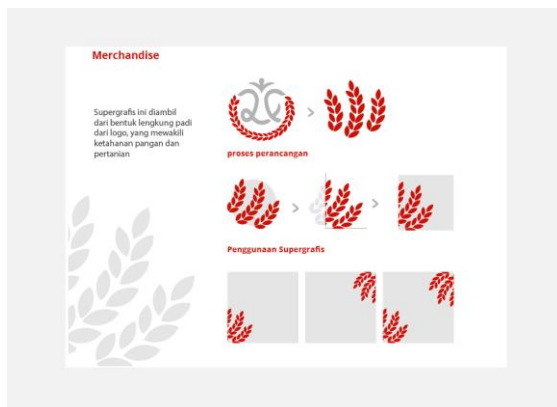 Merchandise
Supergrafis ini diambil
dari bentuk lengkung padi
dari logo, yang mewakili
ketahanan pangan dan
pertanian
proses perancangan
Penggunaan Supergrafis